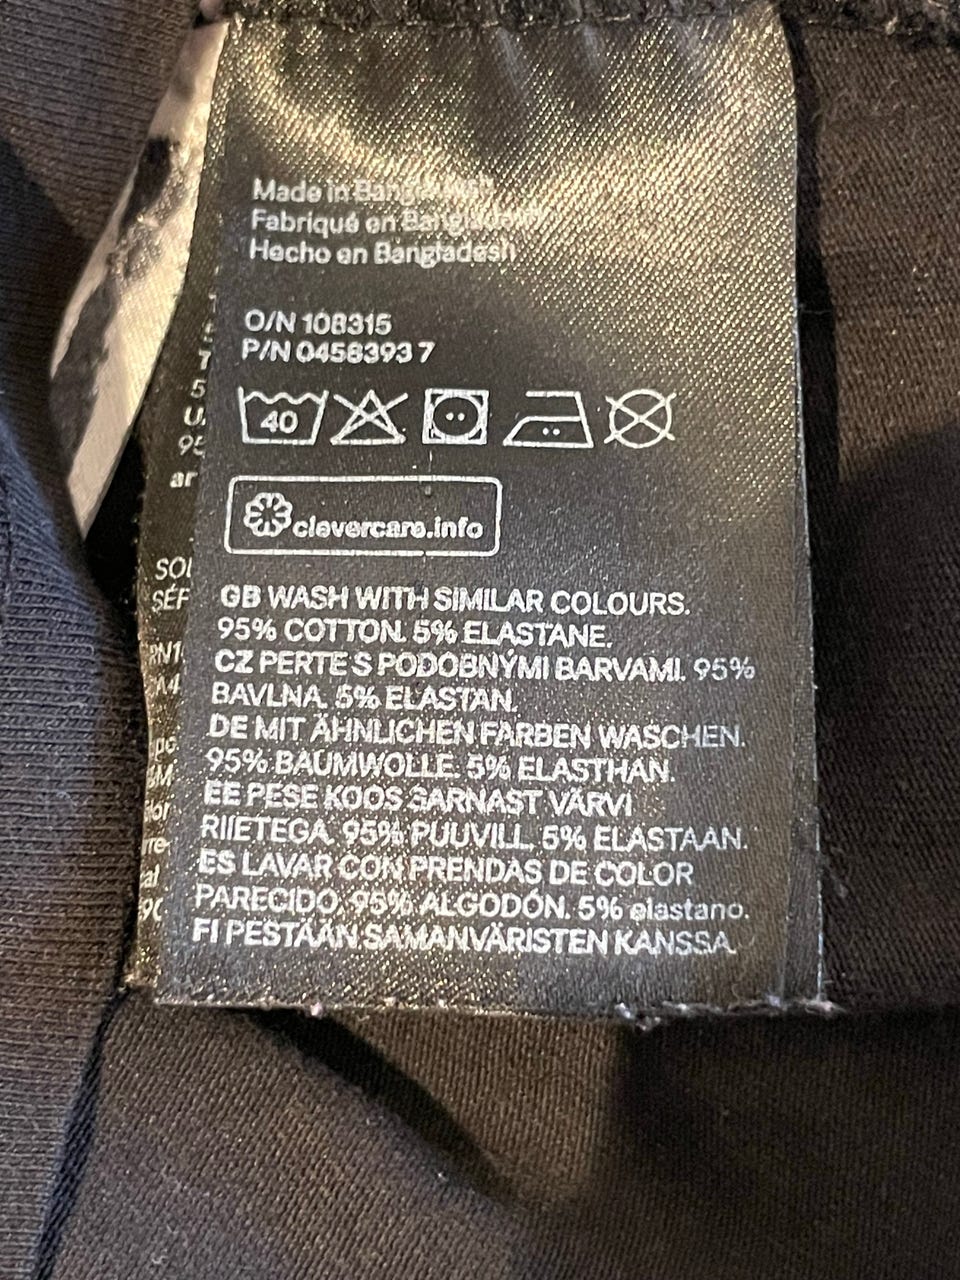 Made in Bangladesh
Fabriqué en Bangladesh
Hecho en Bangladesh
O/N 108315
P/N 0458393 7
40
clevercare.info
GB WASH WITH SIMILAR COLOURS.
95% COTTON. 5% ELASTANE.
CZ PERTE S PODOBNÝMI BARVAMI. 95%
BAVLNA. 5% ELASTAN.
DE MIT ÄHNLICHEN FARBEN WASCHEN.
95% BAUMWOLLE. 5% ELASTHAN.
EE PESE KOOS SARNAST VÄRVI
RIIETEGA. 95% PUUVILL. 5% ELASTAAN.
ES LAVAR CON PRENDAS DE COLOR
PARECIDO. 95% ALGODÓN. 5% elastano.
FI PESTÄÄN SAMANVÄRISTEN KANSSA.